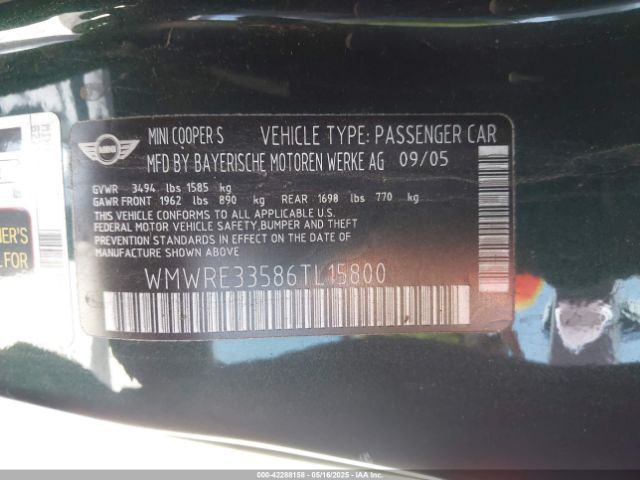 MINI
MINI COOPER S VEHICLE TYPE: PASSENGER CAR
MFD BY BAYERISCHE MOTOREN WERKE AG 09/05
GVWR 3494 lbs 1585 kg
GAWR FRONT 1962 lbs 890 kg REAR 1698 lbs 770 kg
THIS VEHICLE CONFORMS TO ALL APPLICABLE U.S.
FEDERAL MOTOR VEHICLE SAFETY,BUMPER AND THEFT
PREVENTION STANDARDS IN EFFECT ON THE DATE OF
MANUFACTURE SHOWN ABOVE
WMWRE33586TL15800
FOR
000-42288158 - 05/16/2025 - IAA Inc.